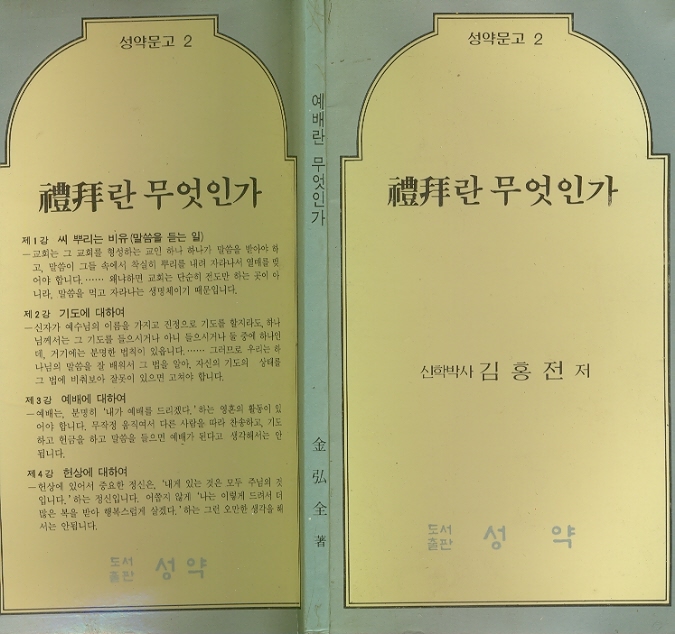 성약문고 2
禮拜란 무엇인가
제1강 씨 뿌리는 비유(말씀을 듣는 일)
—교회는 그 교회를 형성하는 교인 하나 하나가 말씀을 받아야 하
고, 말씀이 그들 속에서 착실히 뿌리를 내려 자라나서 열매를 맺
어야 합니다.…… 왜냐하면 교회는 단순히 전도만 하는 곳이 아
니라, 말씀을 먹고 자라나는 생명체이기 때문입니다.
제2강 기도에 대하여
—신자가 예수님의 이름을 가지고 진정으로 기도를 할지라도, 하나
님께서는 그 기도를 들으시거나 아니 들으시거나 둘 중에 하나인
데, 거기에는 분명한 법칙이 있읍니다.…… 그러므로 우리는 하
나님의 말씀을 잘 배워서 그 법을 알아, 자신의 기도의 상태를
그 법에 비춰보아 잘못이 있으면 고쳐야 합니다.
제3강 예배에 대하여
—예배는, 분명히 '내가 예배를 드리겠다.' 하는 영혼의 활동이 있
어야 합니다. 무작정 움직여서 다른 사람을 따라 찬송하고, 기도
하고 헌금을 하고 말씀을 들으면 예배가 된다고 생각해서는 안
됩니다.
제4강 헌상에 대하여
—헌상에 있어서 중요한 정신은, '내게 있는 것은 모두 주님의 것
입니다.' 하는 정신입니다. 어쭙지 않게 '나는 이렇게 드려서 더
많은 복을 받아 행복스럽게 살겠다.' 하는 그런 오만한 생각을 해
서는 안됩니다.
도서
출판 성약
예배란 무엇인가
金弘全 著
성약문고 2
禮拜란 무엇인가
신학박사 김홍전 저
도서
출판 성약